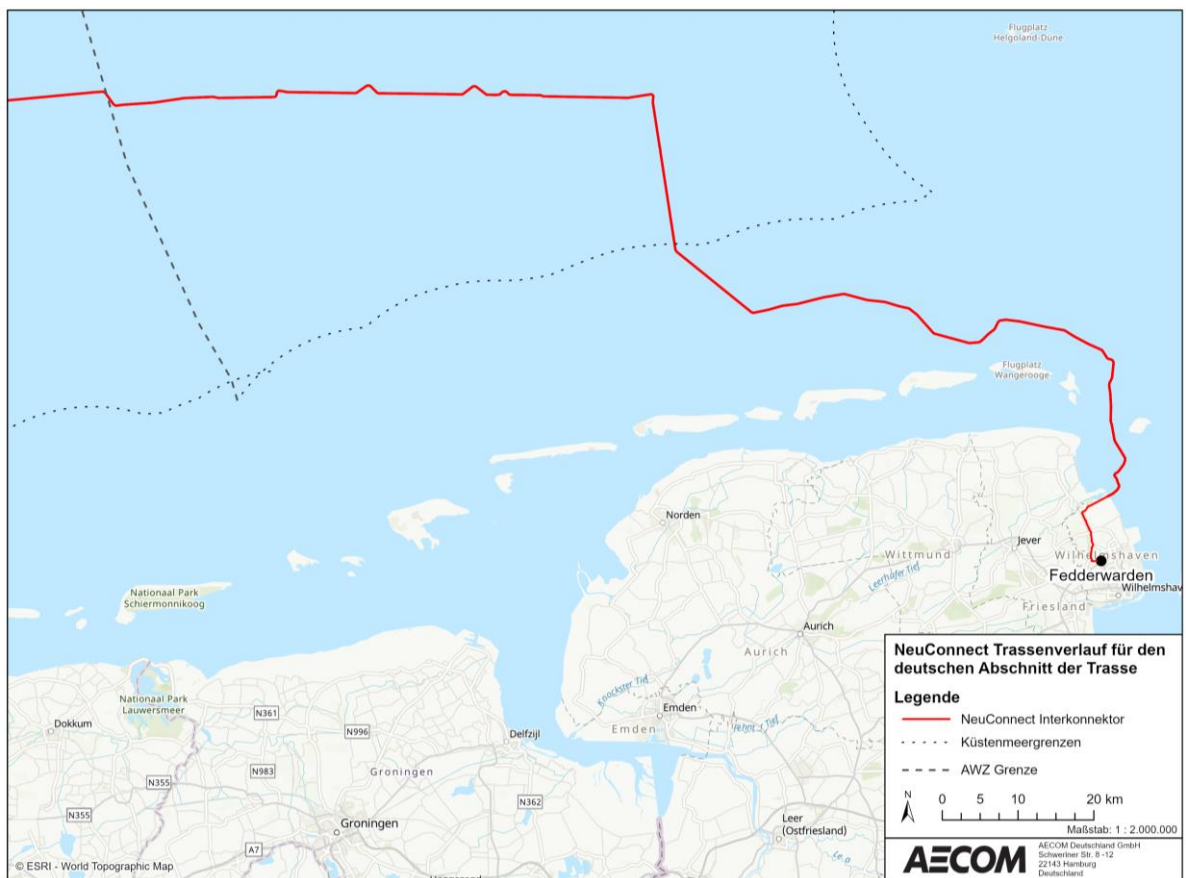 Flugplatz
Helgoland-Dune
Flugplatz
Wangerooge
Norden
Jever
Wittmund
Wilhelmshaven
Fedderwarden
Wilhelmshav
Friesland
Leerhafer Tief
Nationaal Park
Schiermonnikoog
Aurich
Aurich
Knockster Tief
Nationaal Park
Lauwersmeer
Emden
Emden
Fehnt-j Tief
N361
N996
Dokkum
Delfzijl
Groningen
N355
N983
N362
N355
Groningen
Leer
(Ostfriesland)
A7
NeuConnect Trassenverlauf für den
deutschen Abschnitt der Trasse
Legende
NeuConnect Interkonnektor
Küstenmeergrenzen
AWZ Grenze
N
0 5 10 20 km
Maßstab: 1 : 2.000.000
AECOM
AECOM Deutschland GmbH
Schweriner Str. 8 -12
22143 Hamburg
Deutschland
© ESRI - World Topographic Map